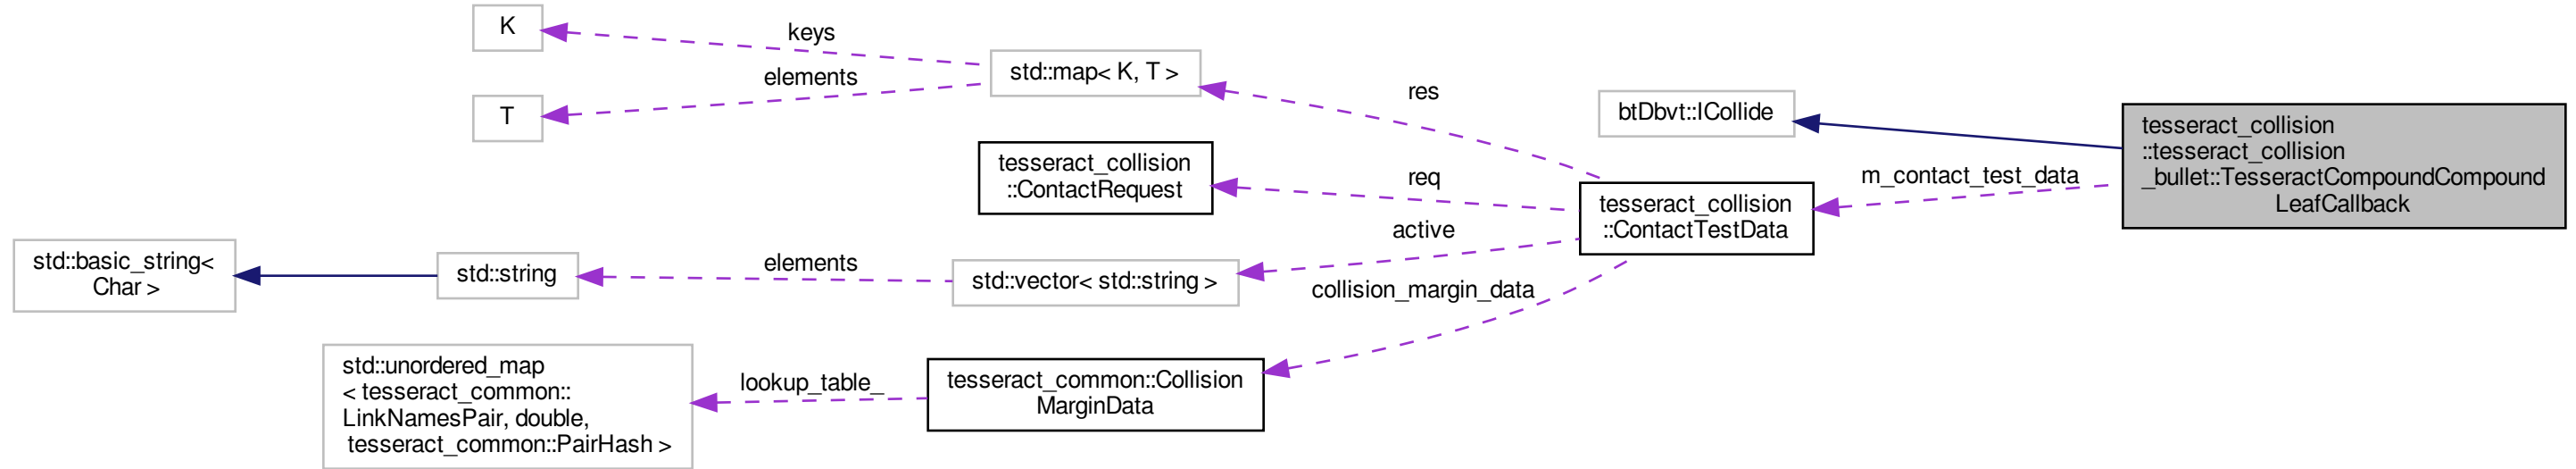 K
keys
std::map< K, T >
elements
T
res
btDbvt::ICollide
tesseract_collision
::tesseract_collision
_bullet::TesseractCompoundCompound
LeafCallback
m_contact_test_data
tesseract_collision
::ContactRequest
req
tesseract_collision
::ContactTestData
active
std::basic_string<
Char >
std::string
elements
std::vector< std::string >
collision_margin_data
std::unordered_map
< tesseract_common::
LinkNamesPair, double,
tesseract_common::PairHash >
lookup_table_
tesseract_common::Collision
MarginData